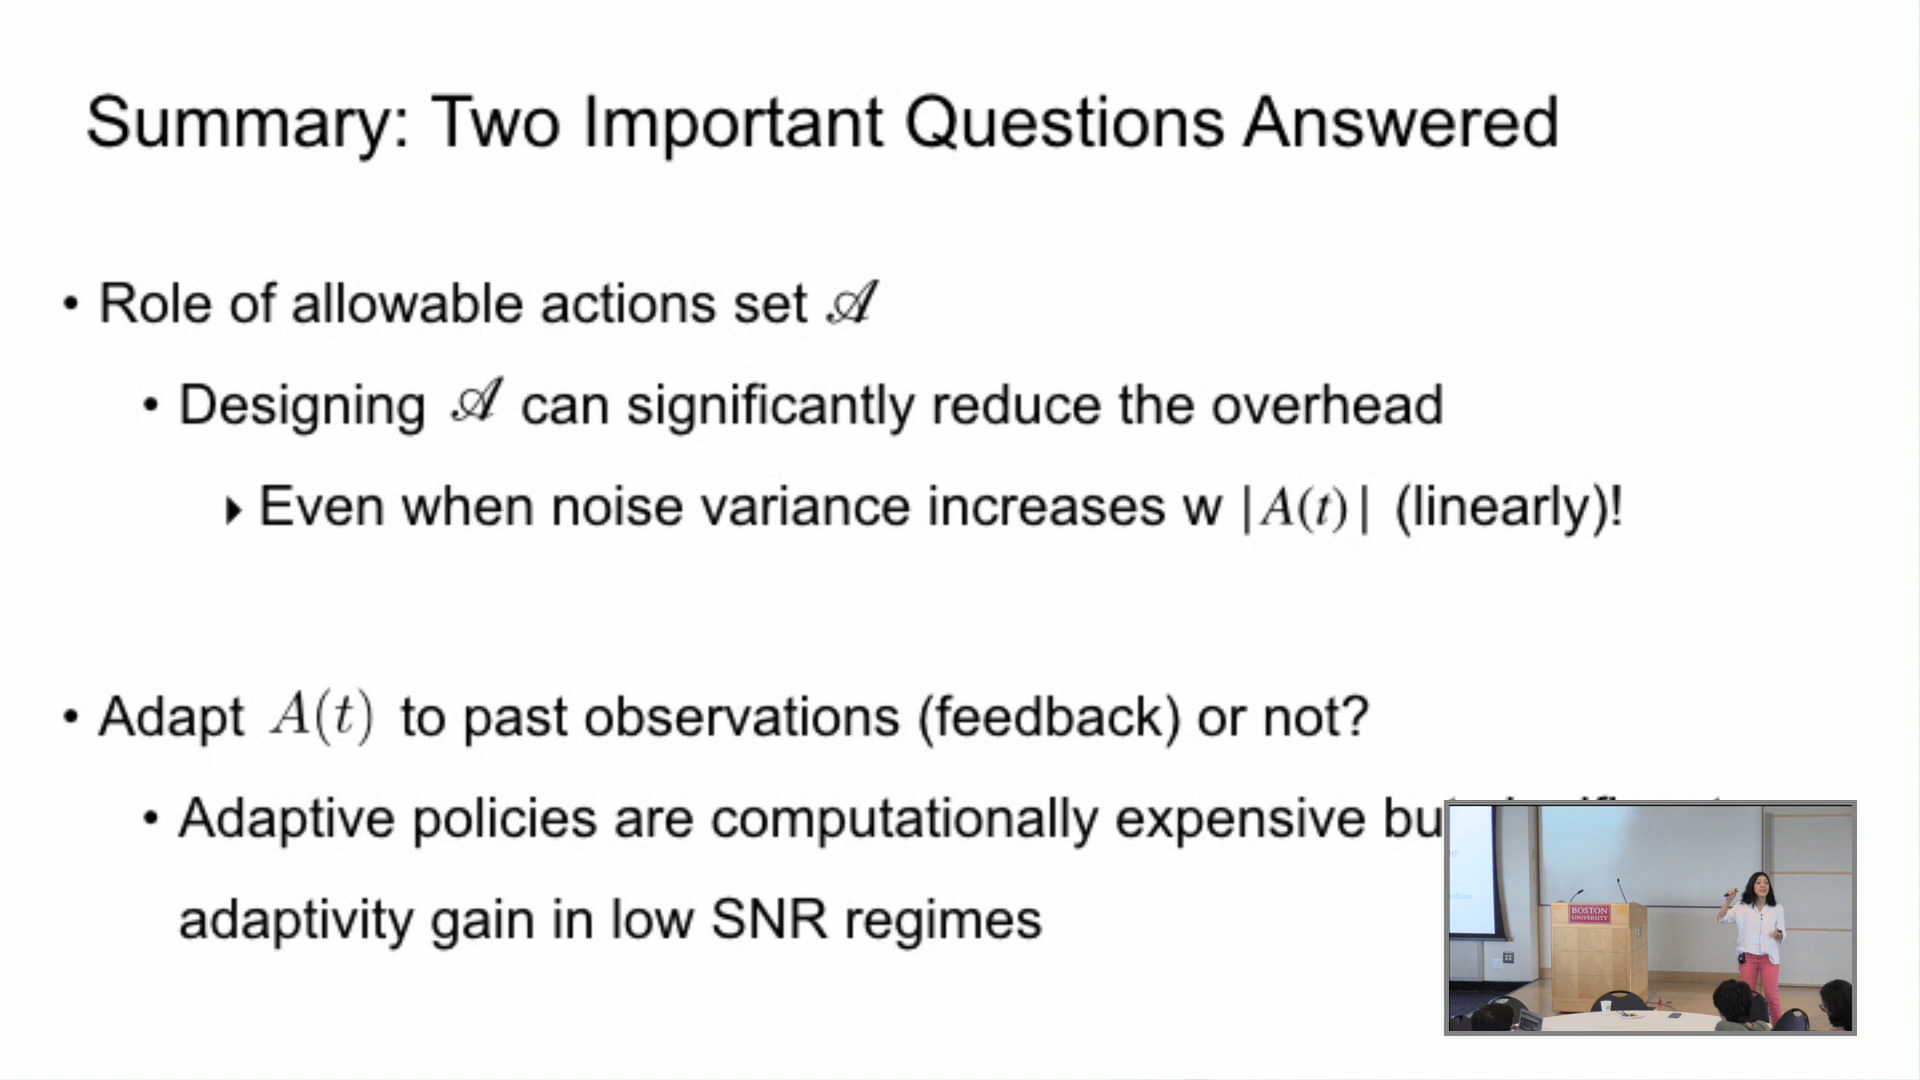 Summary: Two Important Questions Answered
• Role of allowable actions set 𝒜
• Designing 𝒜 can significantly reduce the overhead
‣ Even when noise variance increases w |A(t)| (linearly)!
• Adapt A(t) to past observations (feedback) or not?
• Adaptive policies are computationally expensive
adaptivity gain in low SNR regimes
BOSTON
UNIVERSITY